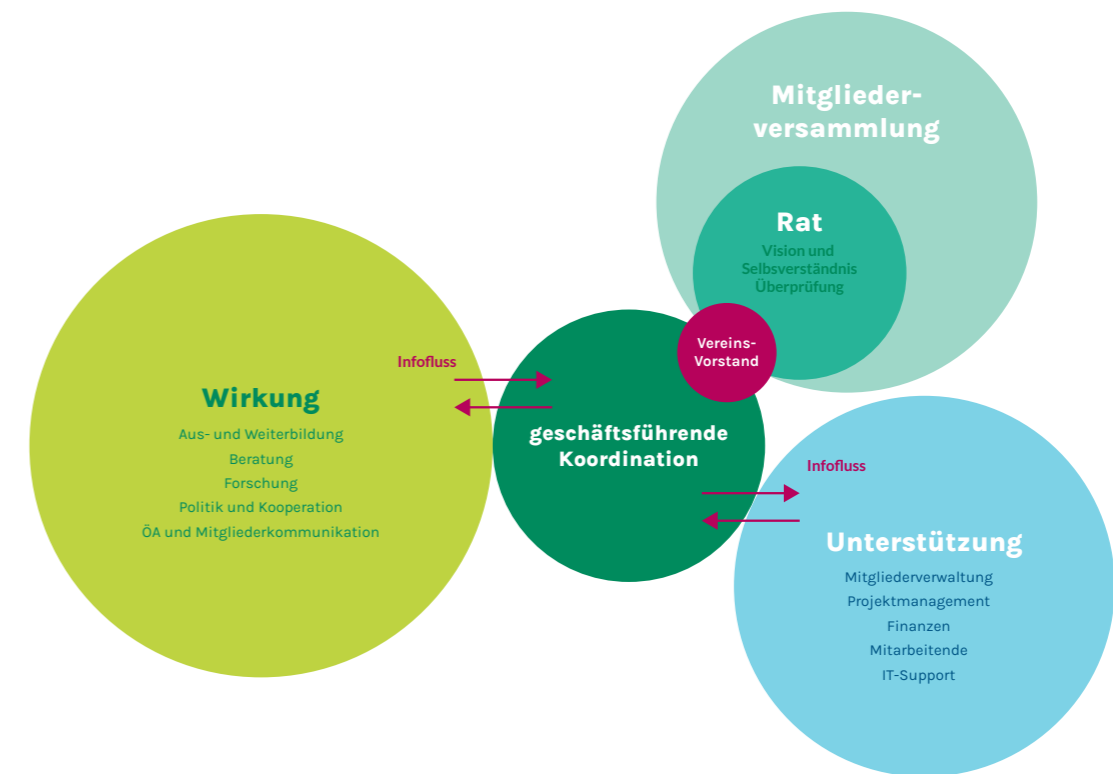 Mitglieder-
versammlung
Rat
Vision und
Selbsverständnis
Überprüfung
Vereins-
Vorstand
Infofluss
Wirkung
Aus- und Weiterbildung
Beratung
Forschung
Politik und Kooperation
ÖA und Mitgliederkommunikation
geschäftsführende
Koordination
Infofluss
Unterstützung
Mitgliederverwaltung
Projektmanagement
Finanzen
Mitarbeitende
IT-Support